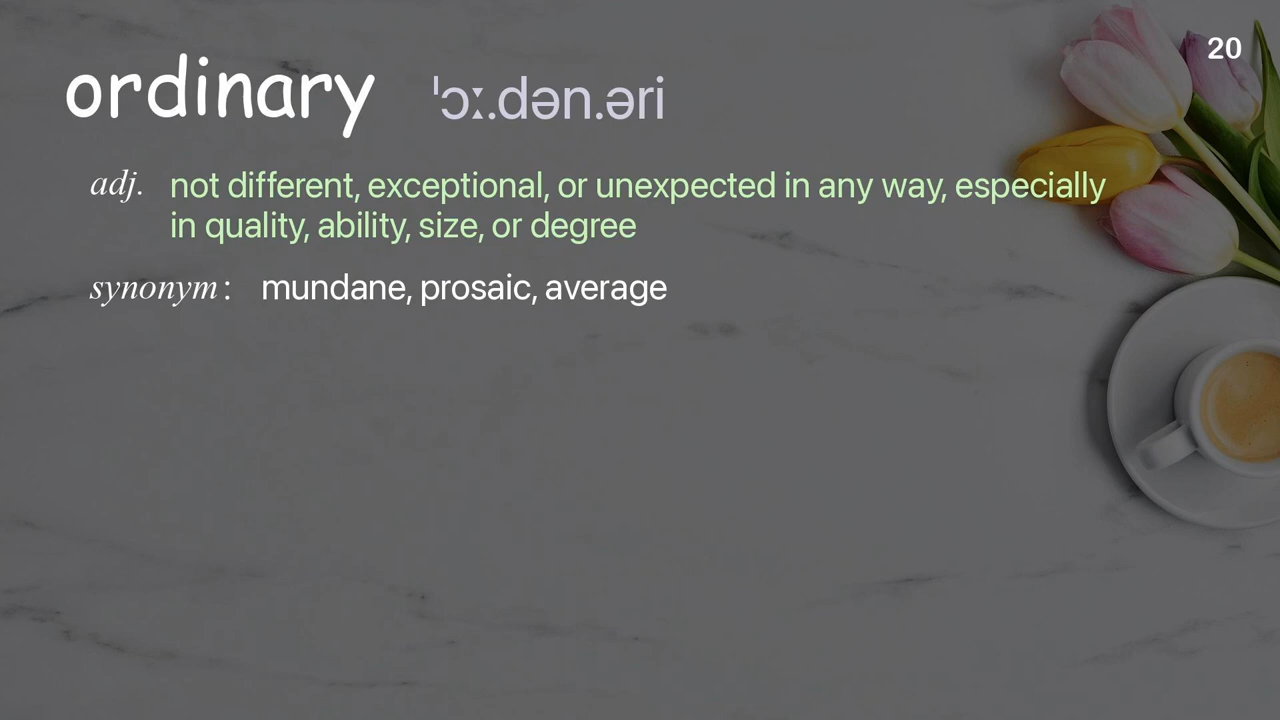 20
ordinary ˈɔː.dən.əri
adj. not different, exceptional, or unexpected in any way, especially
in quality, ability, size, or degree
synonym : mundane, prosaic, average